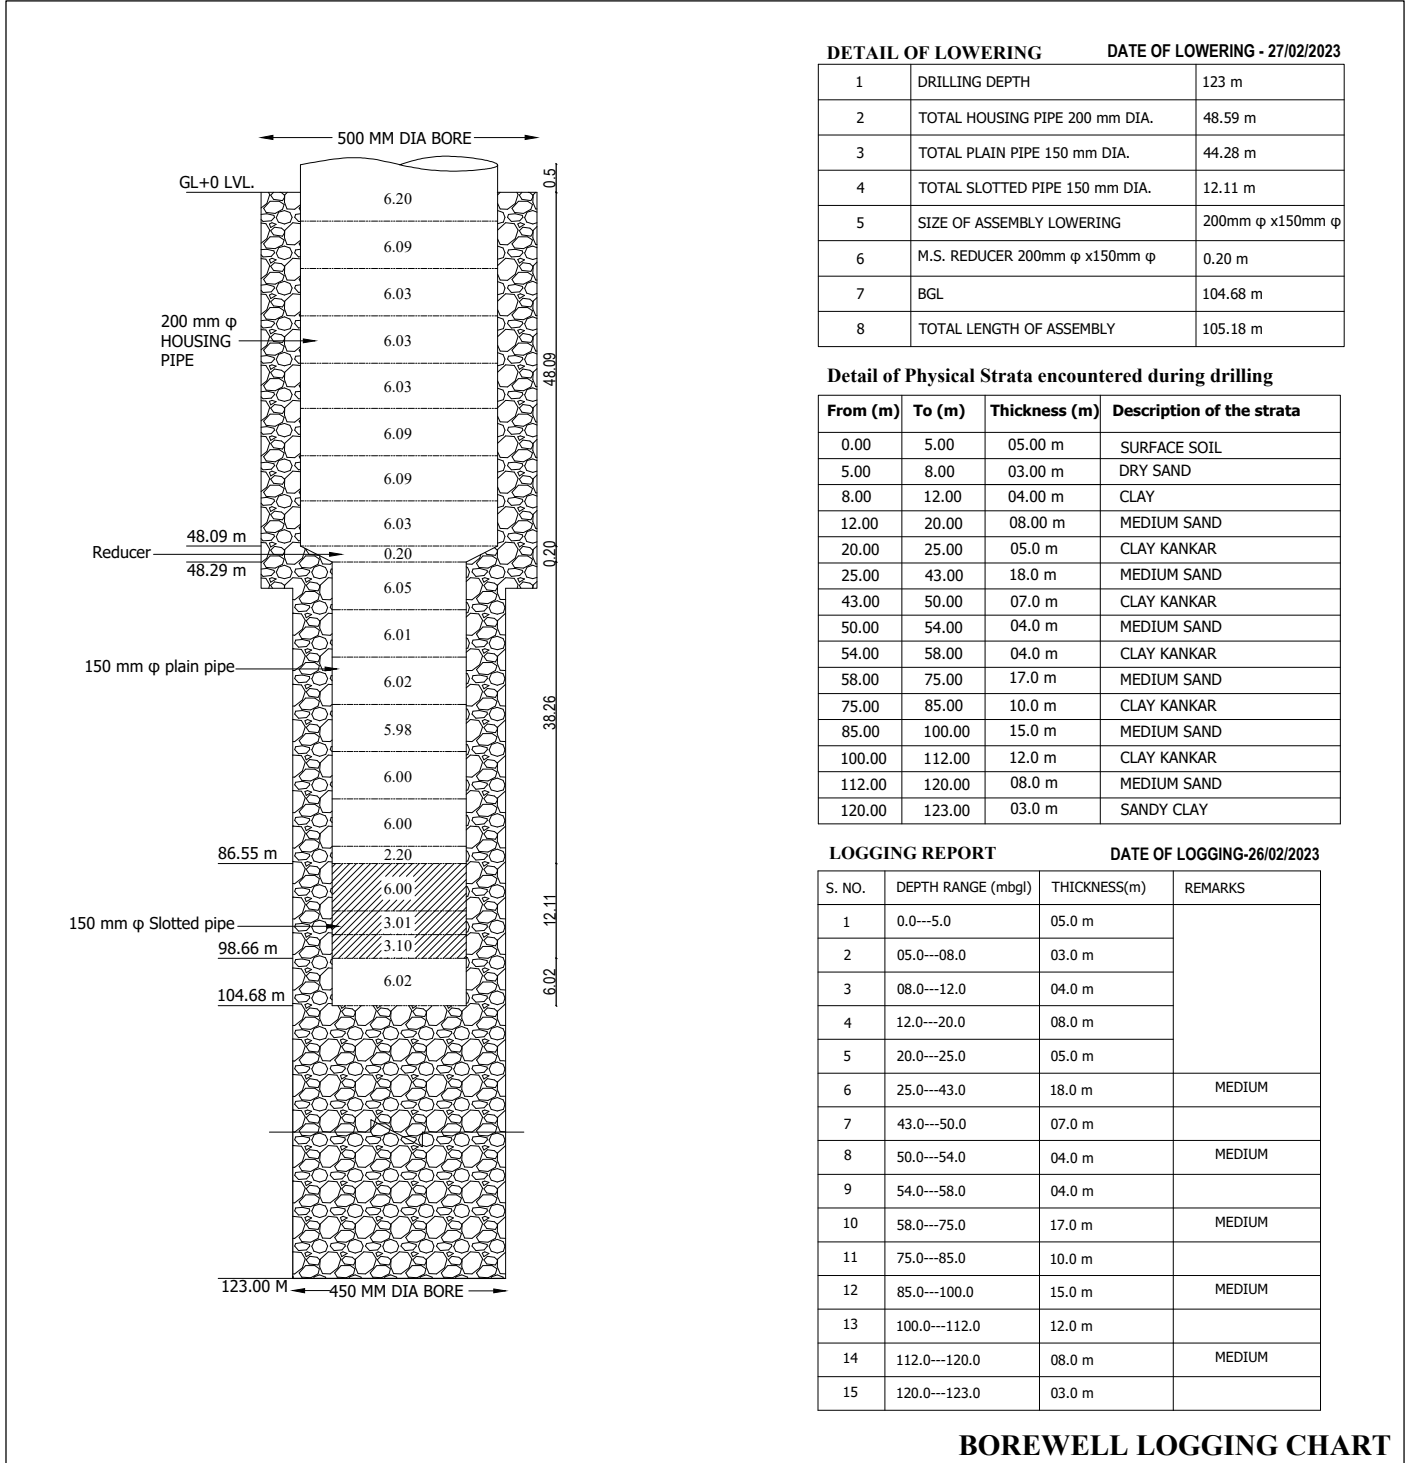 500 MM DIA BORE
GL+0 LVL.
0.5
6.20
6.09
6.03
200 mm φ
HOUSING
PIPE
6.03
48.09
6.03
6.09
6.09
6.03
48.09 m
Reducer
0.20
0.20
48.29 m
6.05
6.01
150 mm φ plain pipe
6.02
38.26
5.98
6.00
6.00
86.55 m
2.20
6.00
12.11
150 mm φ Slotted pipe
3.01
98.66 m
3.10
6.02
6.02
104.68 m
123.00 M
450 MM DIA BORE
DETAIL OF LOWERING DATE OF LOWERING - 27/02/2023
1 DRILLING DEPTH 123 m
2 TOTAL HOUSING PIPE 200 mm DIA. 48.59 m
3 TOTAL PLAIN PIPE 150 mm DIA. 44.28 m
4 TOTAL SLOTTED PIPE 150 mm DIA. 12.11 m
5 SIZE OF ASSEMBLY LOWERING 200mm φ x150mm φ
6 M.S. REDUCER 200mm φ x150mm φ 0.20 m
7 BGL 104.68 m
8 TOTAL LENGTH OF ASSEMBLY 105.18 m
Detail of Physical Strata encountered during drilling
From (m) To (m) Thickness (m) Description of the strata
0.00 5.00 05.00 m SURFACE SOIL
5.00 8.00 03.00 m DRY SAND
8.00 12.00 04.00 m CLAY
12.00 20.00 08.00 m MEDIUM SAND
20.00 25.00 05.0 m CLAY KANKAR
25.00 43.00 18.0 m MEDIUM SAND
43.00 50.00 07.0 m CLAY KANKAR
50.00 54.00 04.0 m MEDIUM SAND
54.00 58.00 04.0 m CLAY KANKAR
58.00 75.00 17.0 m MEDIUM SAND
75.00 85.00 10.0 m CLAY KANKAR
85.00 100.00 15.0 m MEDIUM SAND
100.00 112.00 12.0 m CLAY KANKAR
112.00 120.00 08.0 m MEDIUM SAND
120.00 123.00 03.0 m SANDY CLAY
LOGGING REPORT DATE OF LOGGING-26/02/2023
S. NO. DEPTH RANGE (mbgl) THICKNESS(m) REMARKS
1 0.0---5.0 05.0 m
2 05.0---08.0 03.0 m
3 08.0---12.0 04.0 m
4 12.0---20.0 08.0 m
5 20.0---25.0 05.0 m
6 25.0---43.0 18.0 m MEDIUM
7 43.0---50.0 07.0 m
8 50.0---54.0 04.0 m MEDIUM
9 54.0---58.0 04.0 m
10 58.0---75.0 17.0 m MEDIUM
11 75.0---85.0 10.0 m
12 85.0---100.0 15.0 m MEDIUM
13 100.0---112.0 12.0 m
14 112.0---120.0 08.0 m MEDIUM
15 120.0---123.0 03.0 m
BOREWELL LOGGING CHART